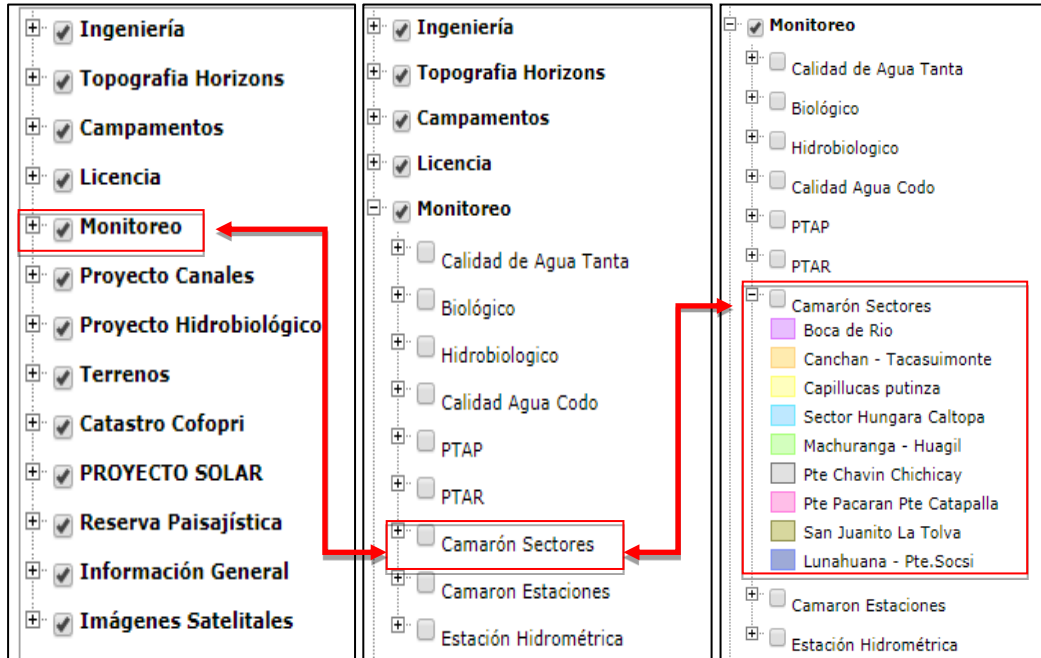 Ingeniería
Topografia Horizons
Campamentos
Licencia
Monitoreo
Proyecto Canales
Proyecto Hidrobiológico
Terrenos
Catastro Cofopri
PROYECTO SOLAR
Reserva Paisajística
Información General
Imágenes Satelitales
Ingeniería
Topografia Horizons
Campamentos
Licencia
Monitoreo
Calidad de Agua Tanta
Biológico
Hidrobiologico
Calidad Agua Codo
PTAP
PTAR
Camarón Sectores
Camaron Estaciones
Estación Hidrométrica
Monitoreo
Calidad de Agua Tanta
Biológico
Hidrobiologico
Calidad Agua Codo
PTAP
PTAR
Camarón Sectores
Boca de Rio
Canchan - Tacasuimonte
Capillucas putinza
Sector Hungara Caltopa
Machuranga - Huagil
Pte Chavin Chichicay
Pte Pacaran Pte Catapalla
San Juanito La Tolva
Lunahuana - Pte.Socsi
Camaron Estaciones
Estación Hidrométrica